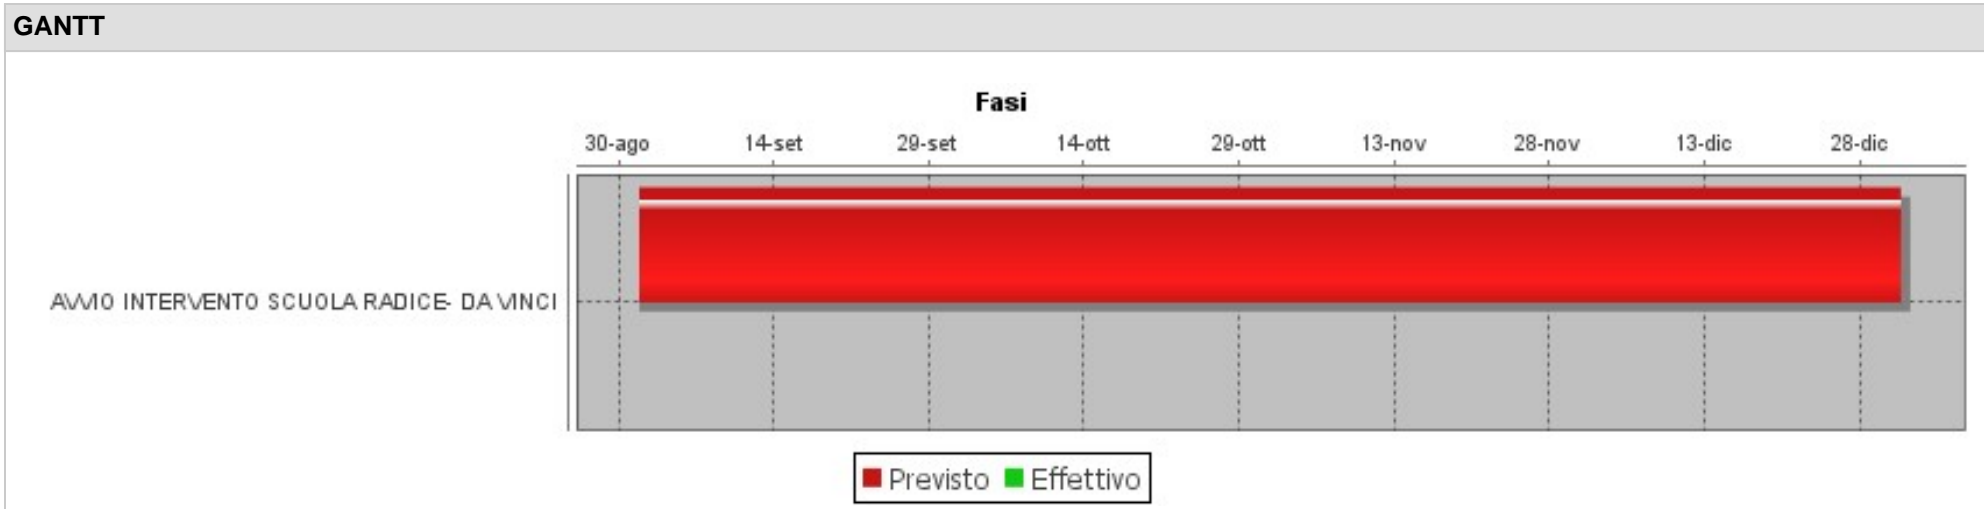 GANTT
Fasi
30-ago 14-set 29-set 14-ott 29-ott 13-nov 28-nov 13-dic 28-dic
AVVIO INTERVENTO SCUOLA RADICE- DA VINCI
Previsto Effettivo